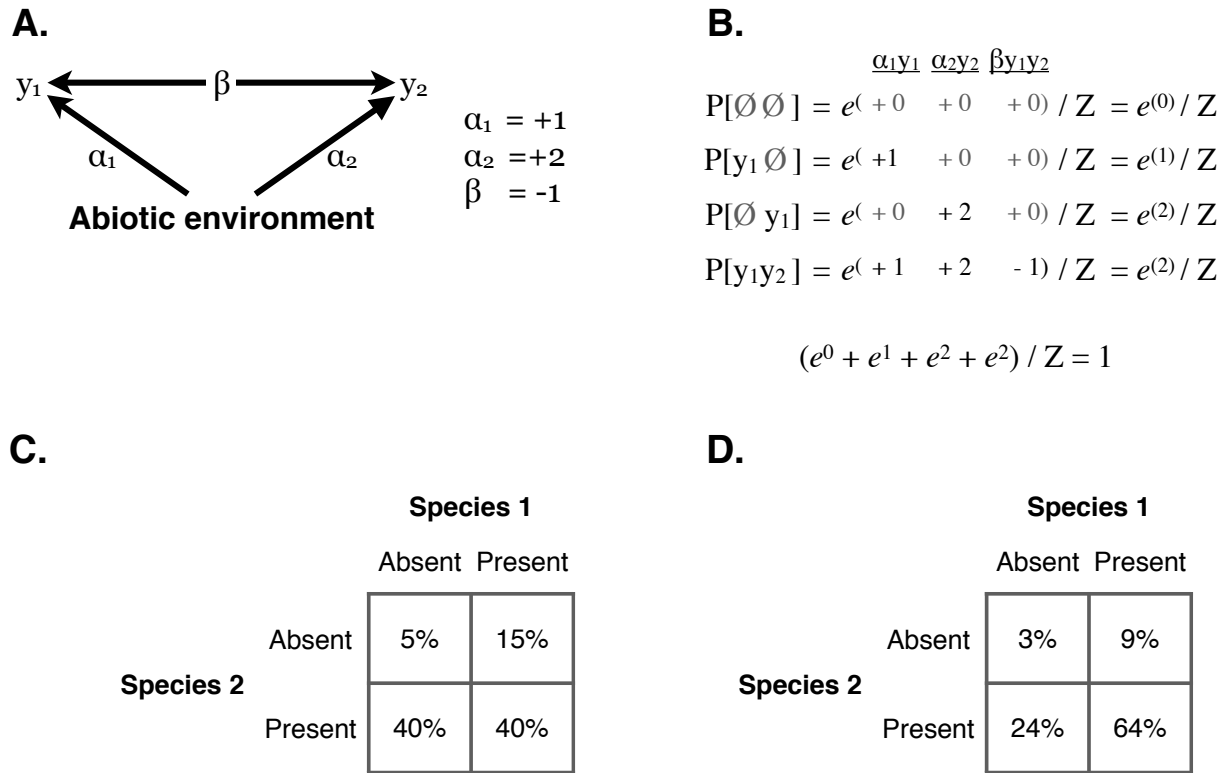 A.
y₁ β y₂
α₁ α₂
Abiotic environment
α₁ = +1
α₂ =+2
β = -1
B.
α₁y₁ α₂y₂ βy₁y₂
P[Ø Ø] = e⁽ + 0 + 0 + 0) / Z = e⁽⁰⁾ / Z
P[y₁ Ø] = e⁽ +1 + 0 + 0) / Z = e⁽¹⁾ / Z
P[Ø y₁] = e⁽ + 0 + 2 + 0) / Z = e⁽²⁾ / Z
P[y₁y₂] = e⁽ + 1 + 2 - 1) / Z = e⁽²⁾ / Z
(e⁰ + e¹ + e² + e²) / Z = 1
C.
Species 1
Absent Present
Absent 5% 15%
Species 2
Present 40% 40%
D.
Species 1
Absent Present
Absent 3% 9%
Species 2
Present 24% 64%